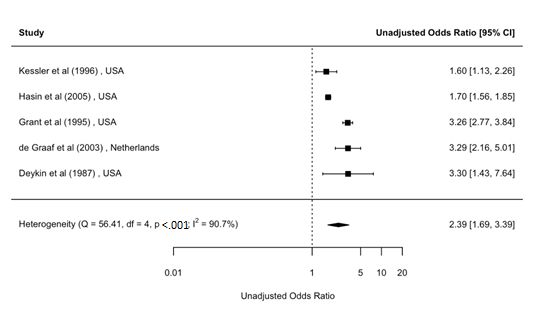 Study Unadjusted Odds Ratio [95% CI]
Kessler et al (1996) , USA 1.60 [1.13, 2.26]
Hasin et al (2005) , USA 1.70 [1.56, 1.85]
Grant et al (1995) , USA 3.26 [2.77, 3.84]
de Graaf et al (2003) , Netherlands 3.29 [2.16, 5.01]
Deykin et al (1987) , USA 3.30 [1.43, 7.64]
Heterogeneity (Q = 56.41, df = 4, p <.001; I² = 90.7%) 2.39 [1.69, 3.39]
0.01 1 5 10 20
Unadjusted Odds Ratio